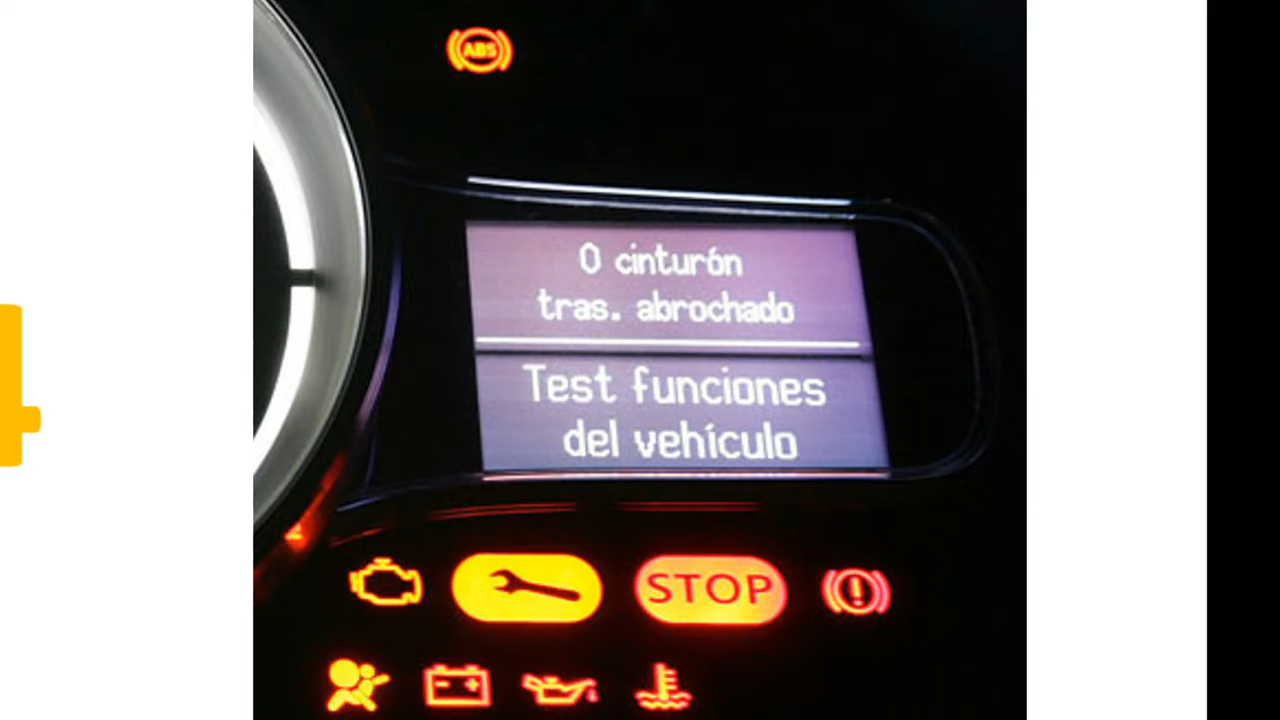 ABS
0 cinturón
tras. abrochado
Test funciones
del vehículo
STOP